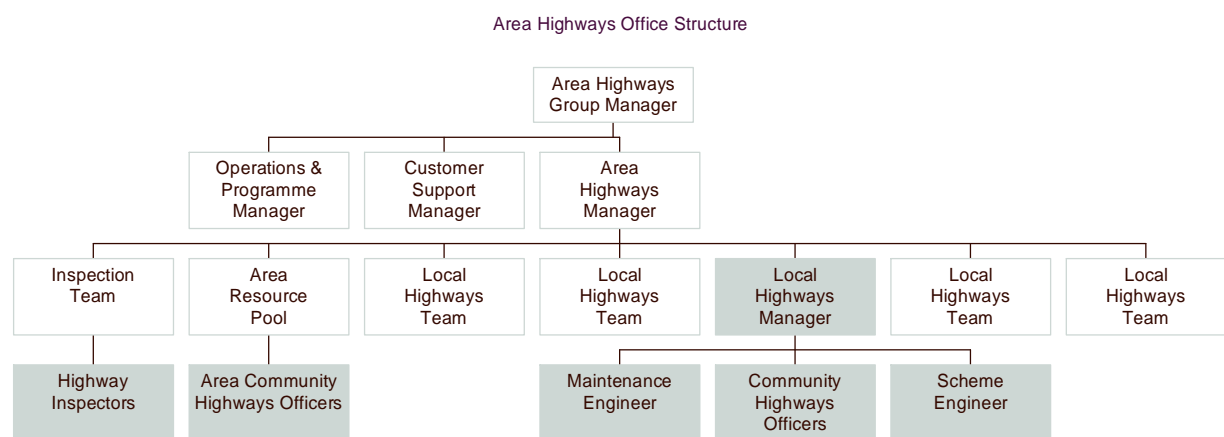 Area Highways Office Structure
Area Highways
Group Manager
Operations &
Programme
Manager
Customer
Support
Manager
Area
Highways
Manager
Inspection
Team
Area
Resource
Pool
Local
Highways
Team
Local
Highways
Team
Local
Highways
Manager
Local
Highways
Team
Local
Highways
Team
Highway
Inspectors
Area Community
Highways Officers
Maintenance
Engineer
Community
Highways
Officers
Scheme
Engineer